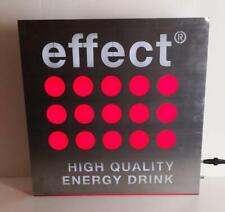 effect®
HIGH QUALITY
ENERGY DRINK